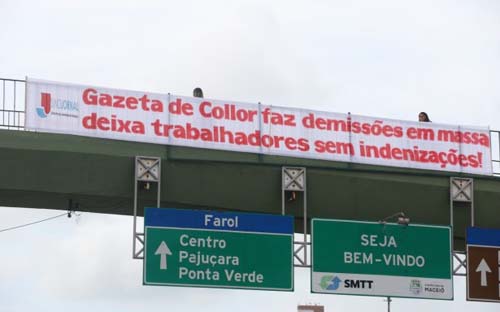 Gazeta de Collor faz demissões em massa
deixa trabalhadores sem indenizações!
Farol
Centro
Pajuçara
Ponta Verde
SEJA
BEM-VINDO
SMTT
MACEIÓ